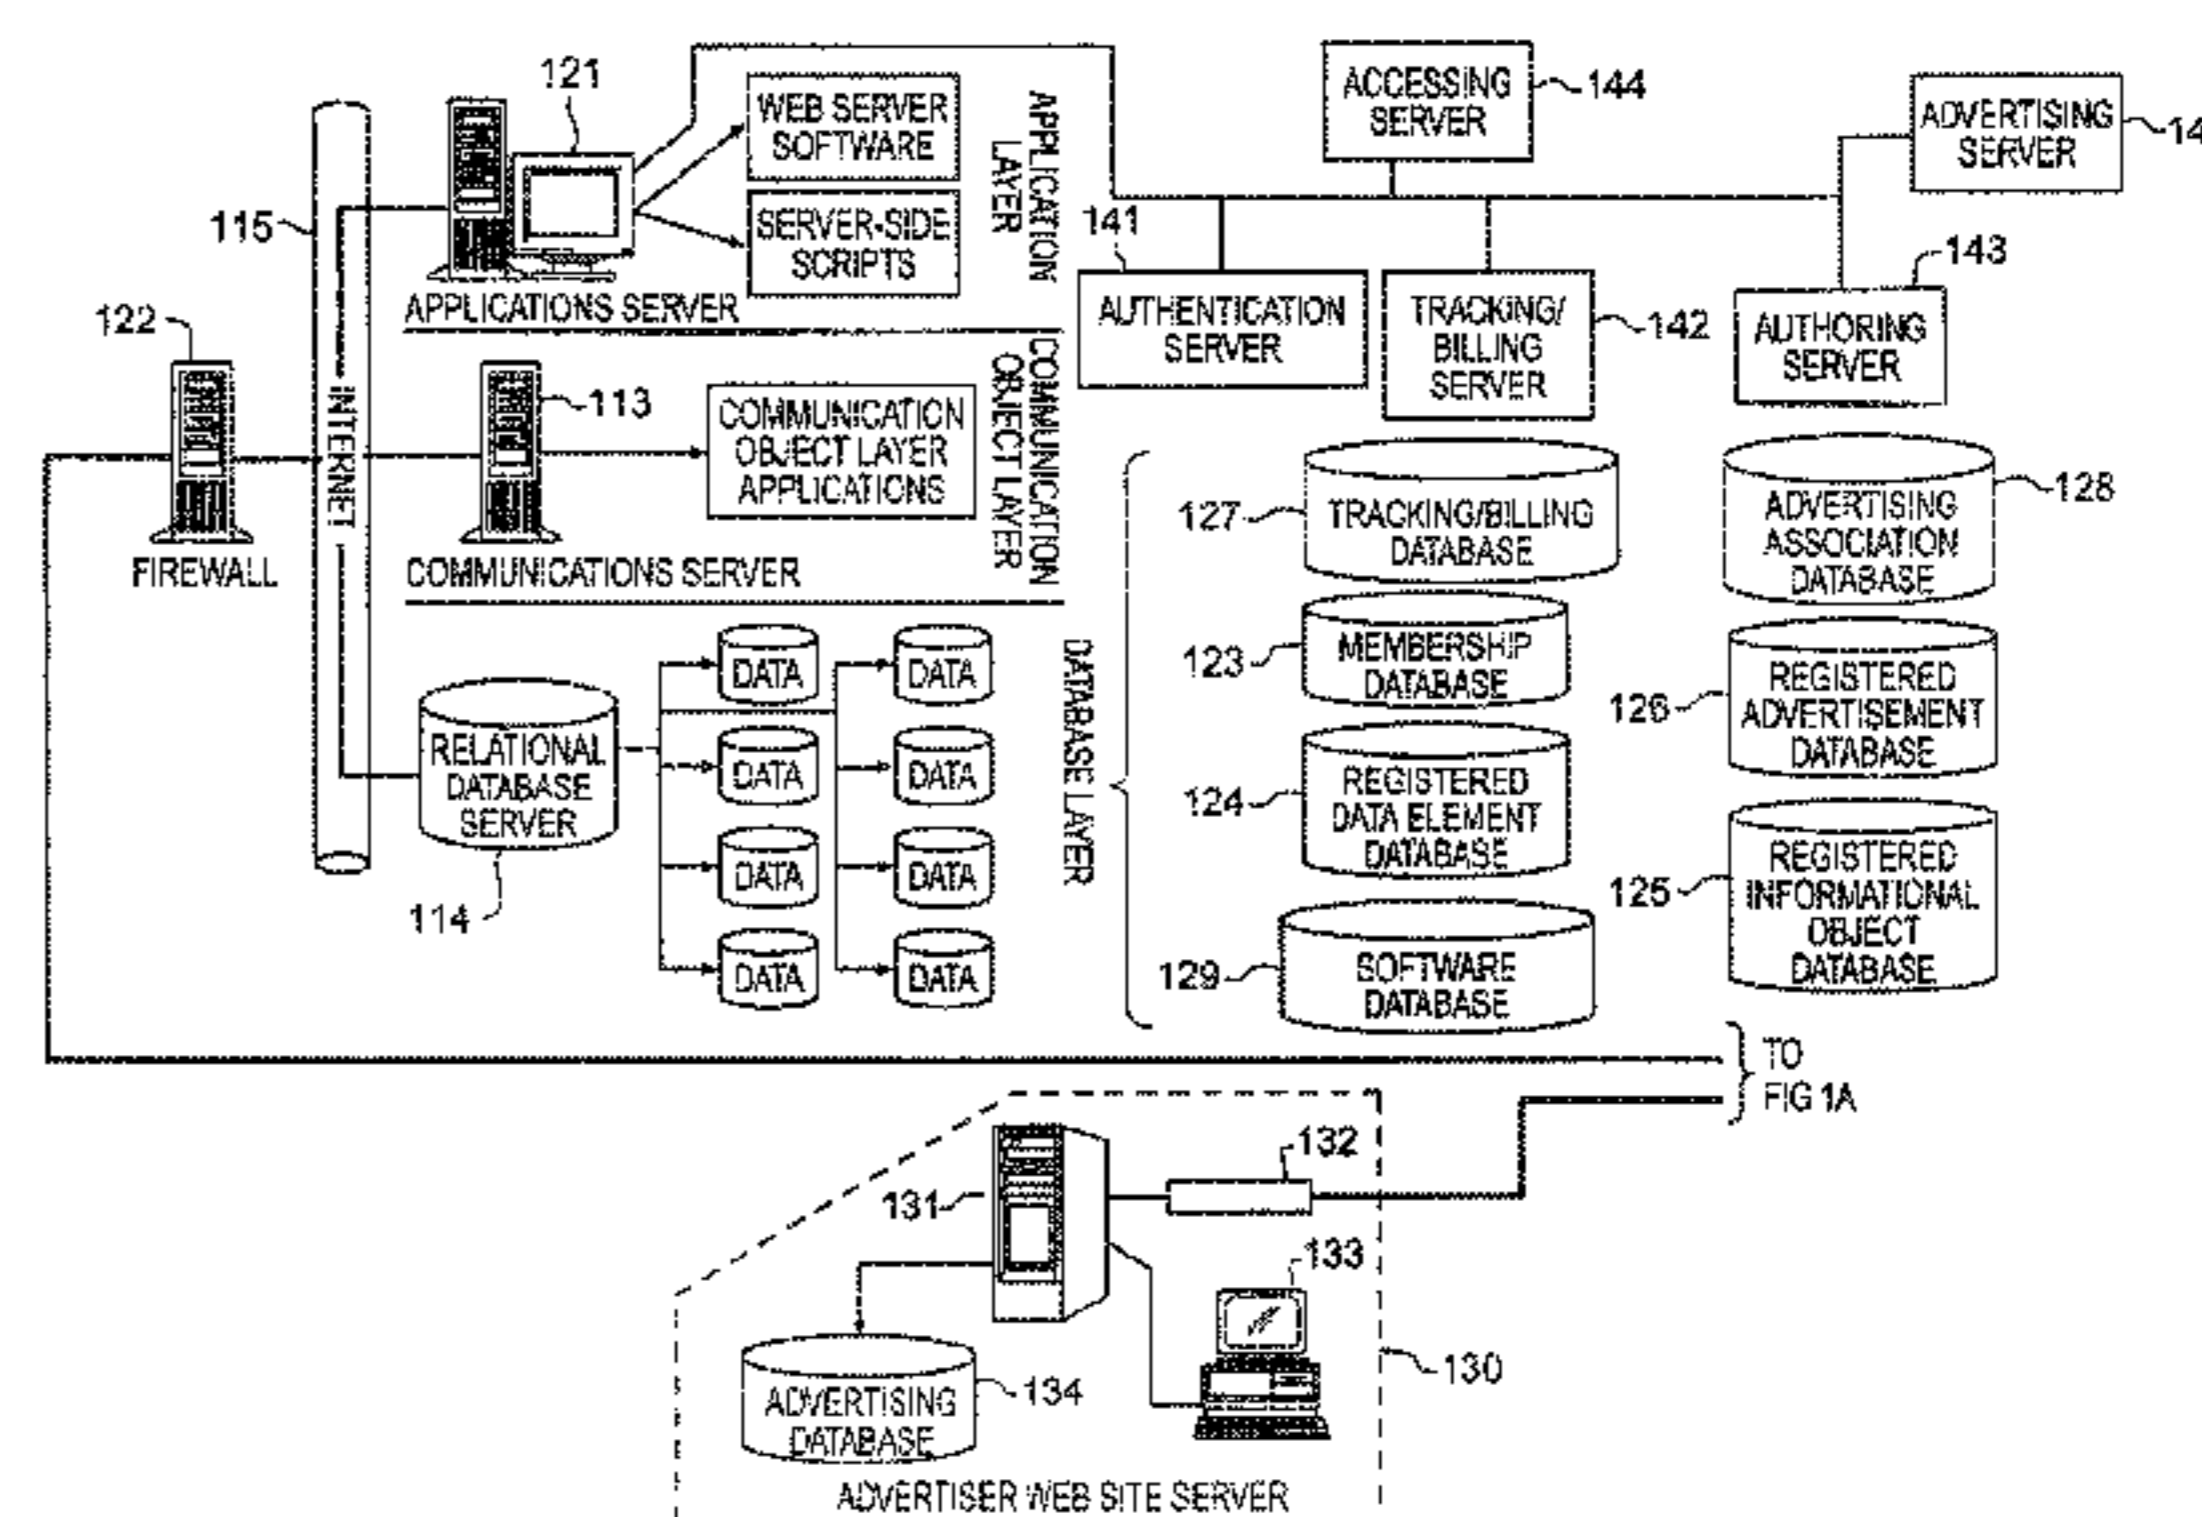 121
WEB SERVER
SOFTWARE
SERVER-SIDE
SCRIPTS
APPLICATION
LAYER
115
APPLICATIONS SERVER
ACCESSING
SERVER
144
ADVERTISING
SERVER
14
141
AUTHENTICATION
SERVER
TRACKING/
BILLING
SERVER
142
143
AUTHORING
SERVER
122
FIREWALL
INTERNET
113
COMMUNICATION
OBJECT LAYER
APPLICATIONS
COMMUNICATION
OBJECT LAYER
COMMUNICATIONS SERVER
RELATIONAL
DATABASE
SERVER
114
DATA
DATA
DATA
DATA
DATA
DATA
DATA
DATA
DATABASE LAYER
127
TRACKING/BILLING
DATABASE
123
MEMBERSHIP
DATABASE
124
REGISTERED
DATA ELEMENT
DATABASE
129
SOFTWARE
DATABASE
ADVERTISING
ASSOCIATION
DATABASE
128
126
REGISTERED
ADVERTISEMENT
DATABASE
125
REGISTERED
INFORMATIONAL
OBJECT
DATABASE
TO
FIG 1A
131
132
133
130
ADVERTISING
DATABASE
134
ADVERTISER WEB SITE SERVER